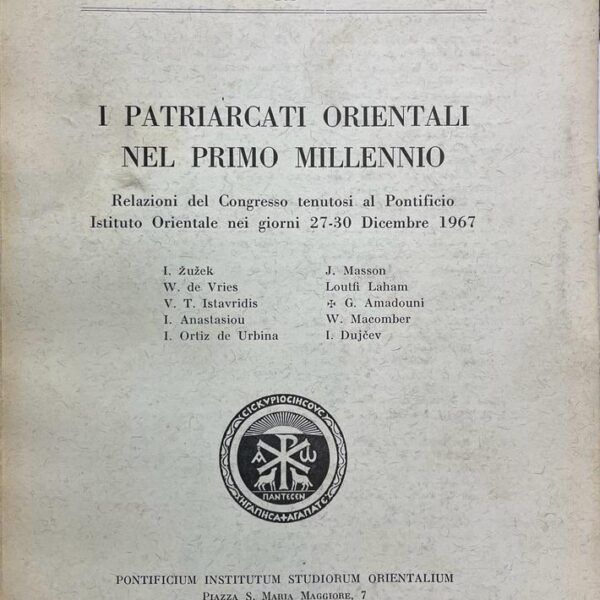 I PATRIARCATI ORIENTALI
NEL PRIMO MILLENNIO
Relazioni del Congresso tenutosi al Pontificio
Istituto Orientale nei giorni 27-30 Dicembre 1967
I. Žužek
W. de Vries
V. T. Istavridis
I. Anastasiou
I. Ortiz de Urbina
J. Masson
Loutfi Laham
✠ G. Amadouni
W. Macomber
I. Dujčev
ΕΙCΚΥΡΙΟCΙΗCΟΥC
Α Ω
ΠΑΝΤΕCΕΝ
PONTIFICIUM INSTITUTUM STUDIORUM ORIENTALIUM
PIAZZA S. MARIA MAGGIORE, 7